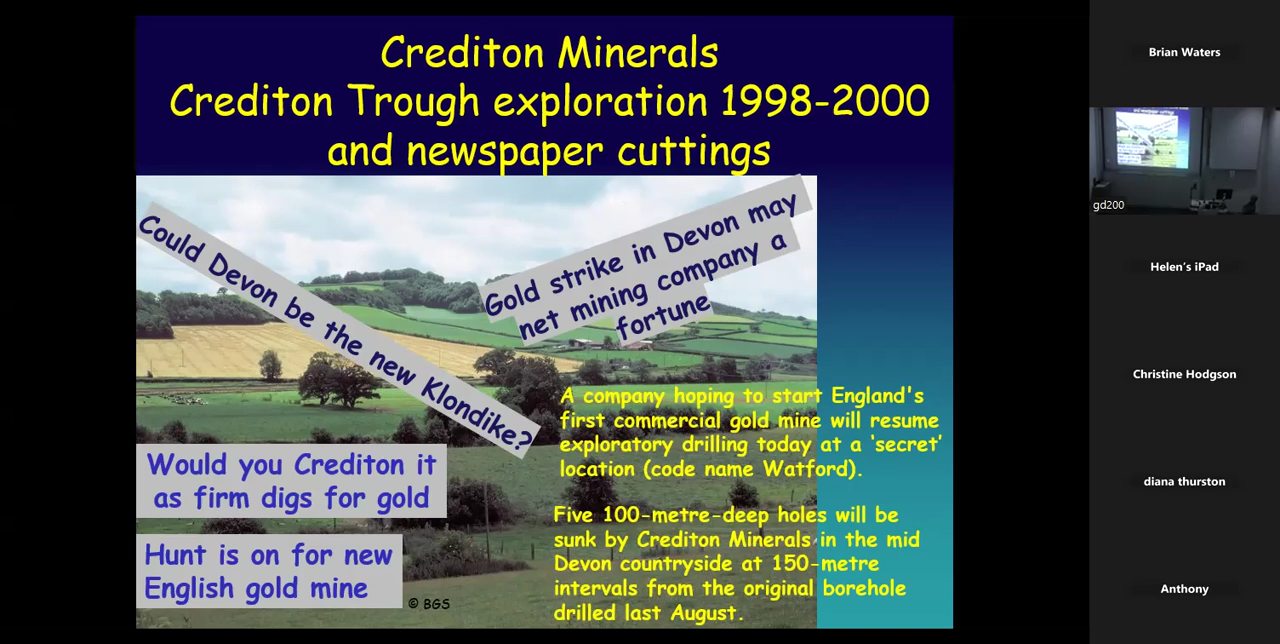 Crediton Minerals
Crediton Trough exploration 1998-2000
and newspaper cuttings
Could Devon be the new Klondike?
Gold strike in Devon may
net mining company a
fortune
A company hoping to start England's
first commercial gold mine will resume
exploratory drilling today at a ‘secret’
location (code name Watford).
Would you Crediton it
as firm digs for gold
Five 100-metre-deep holes will be
sunk by Crediton Minerals in the mid
Devon countryside at 150-metre
intervals from the original borehole
drilled last August.
Hunt is on for new
English gold mine
© BGS
Brian Waters
gd200
Helen’s iPad
Christine Hodgson
diana thurston
Anthony